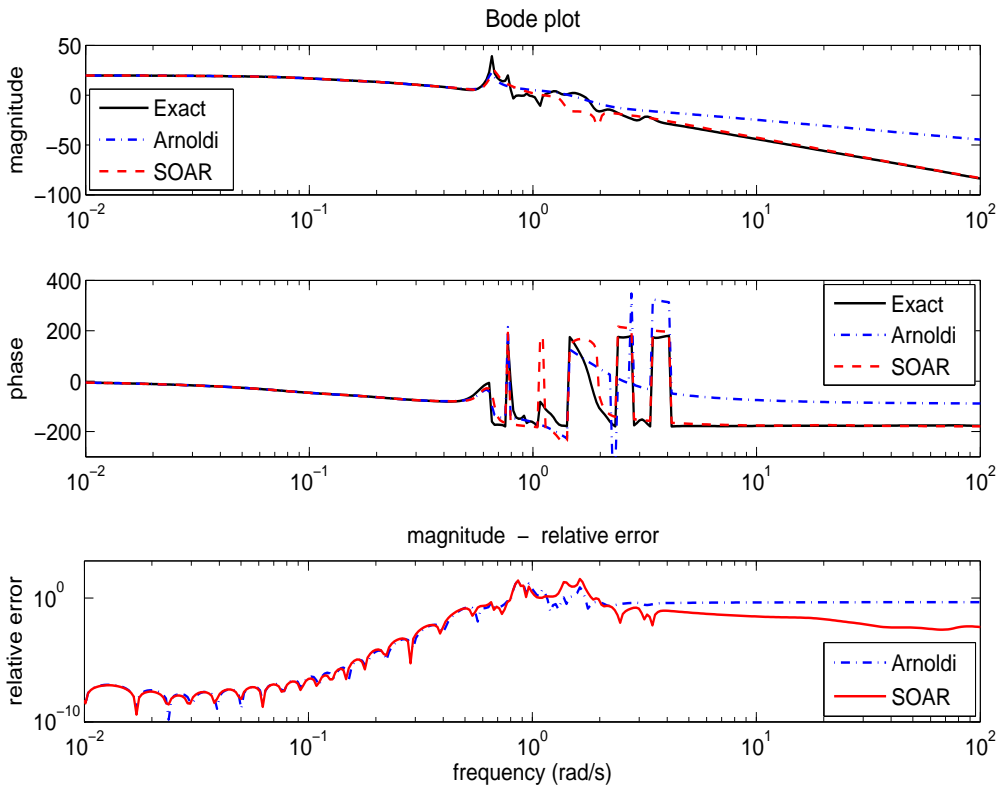 Bode plot
magnitude
50
0
−50
−100
Exact
Arnoldi
SOAR
10^-2
10^-1
10^0
10^1
10^2
phase
400
200
0
−200
Exact
Arnoldi
SOAR
10^-2
10^-1
10^0
10^1
10^2
magnitude − relative error
relative error
10^0
10^-10
Arnoldi
SOAR
10^-2
10^-1
10^0
10^1
10^2
frequency (rad/s)